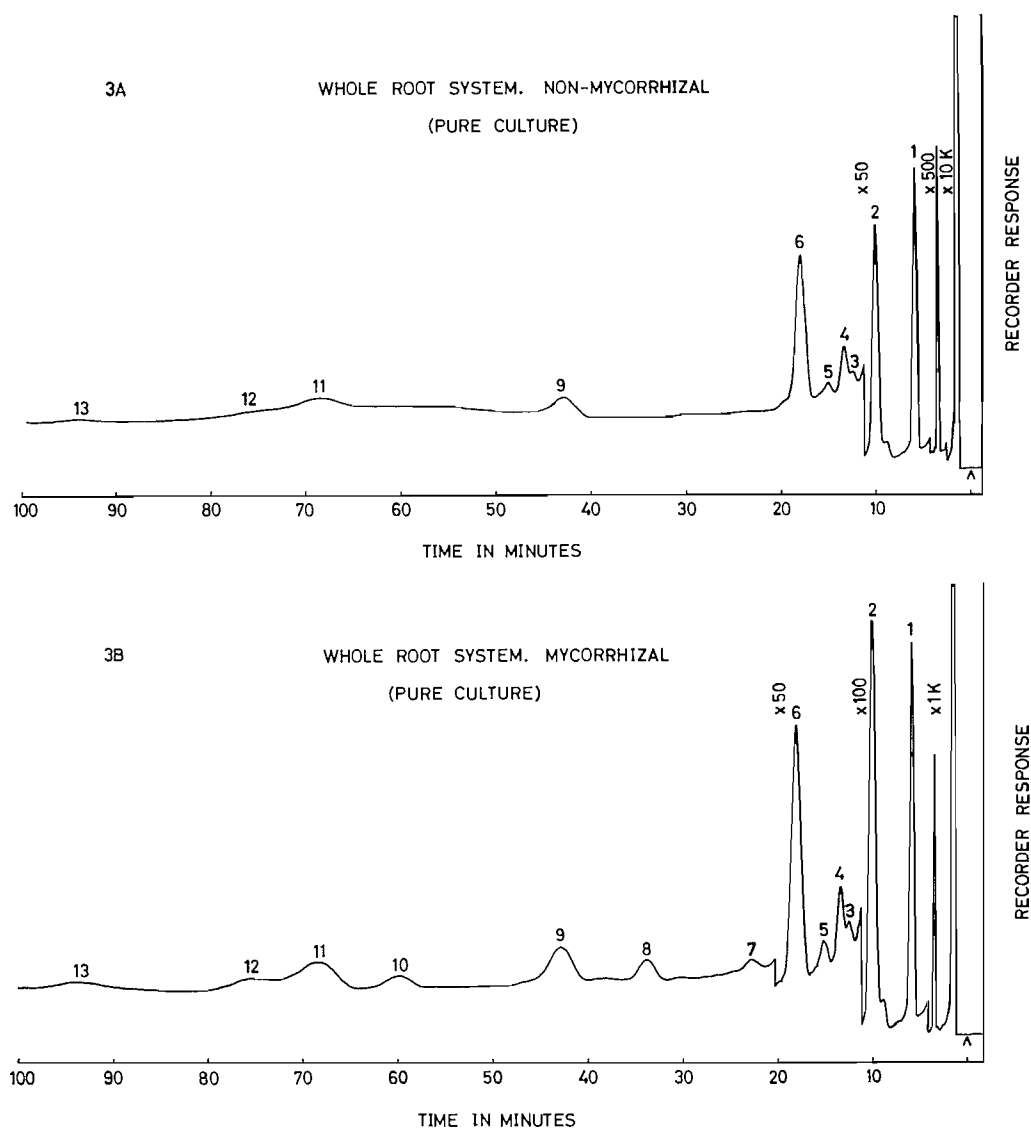 3A
WHOLE ROOT SYSTEM. NON-MYCORRHIZAL
(PURE CULTURE)
13
12
11
9
6
5
4
3
x 50
2
1
x 500
x 10 K
RECORDER RESPONSE
^
100 90 80 70 60 50 40 30 20 10
TIME IN MINUTES
3B
WHOLE ROOT SYSTEM. MYCORRHIZAL
(PURE CULTURE)
13
12
11
10
9
8
7
x 50
6
5
4
3
x 100
2
1
x 1 K
RECORDER RESPONSE
^
100 90 80 70 60 50 40 30 20 10
TIME IN MINUTES